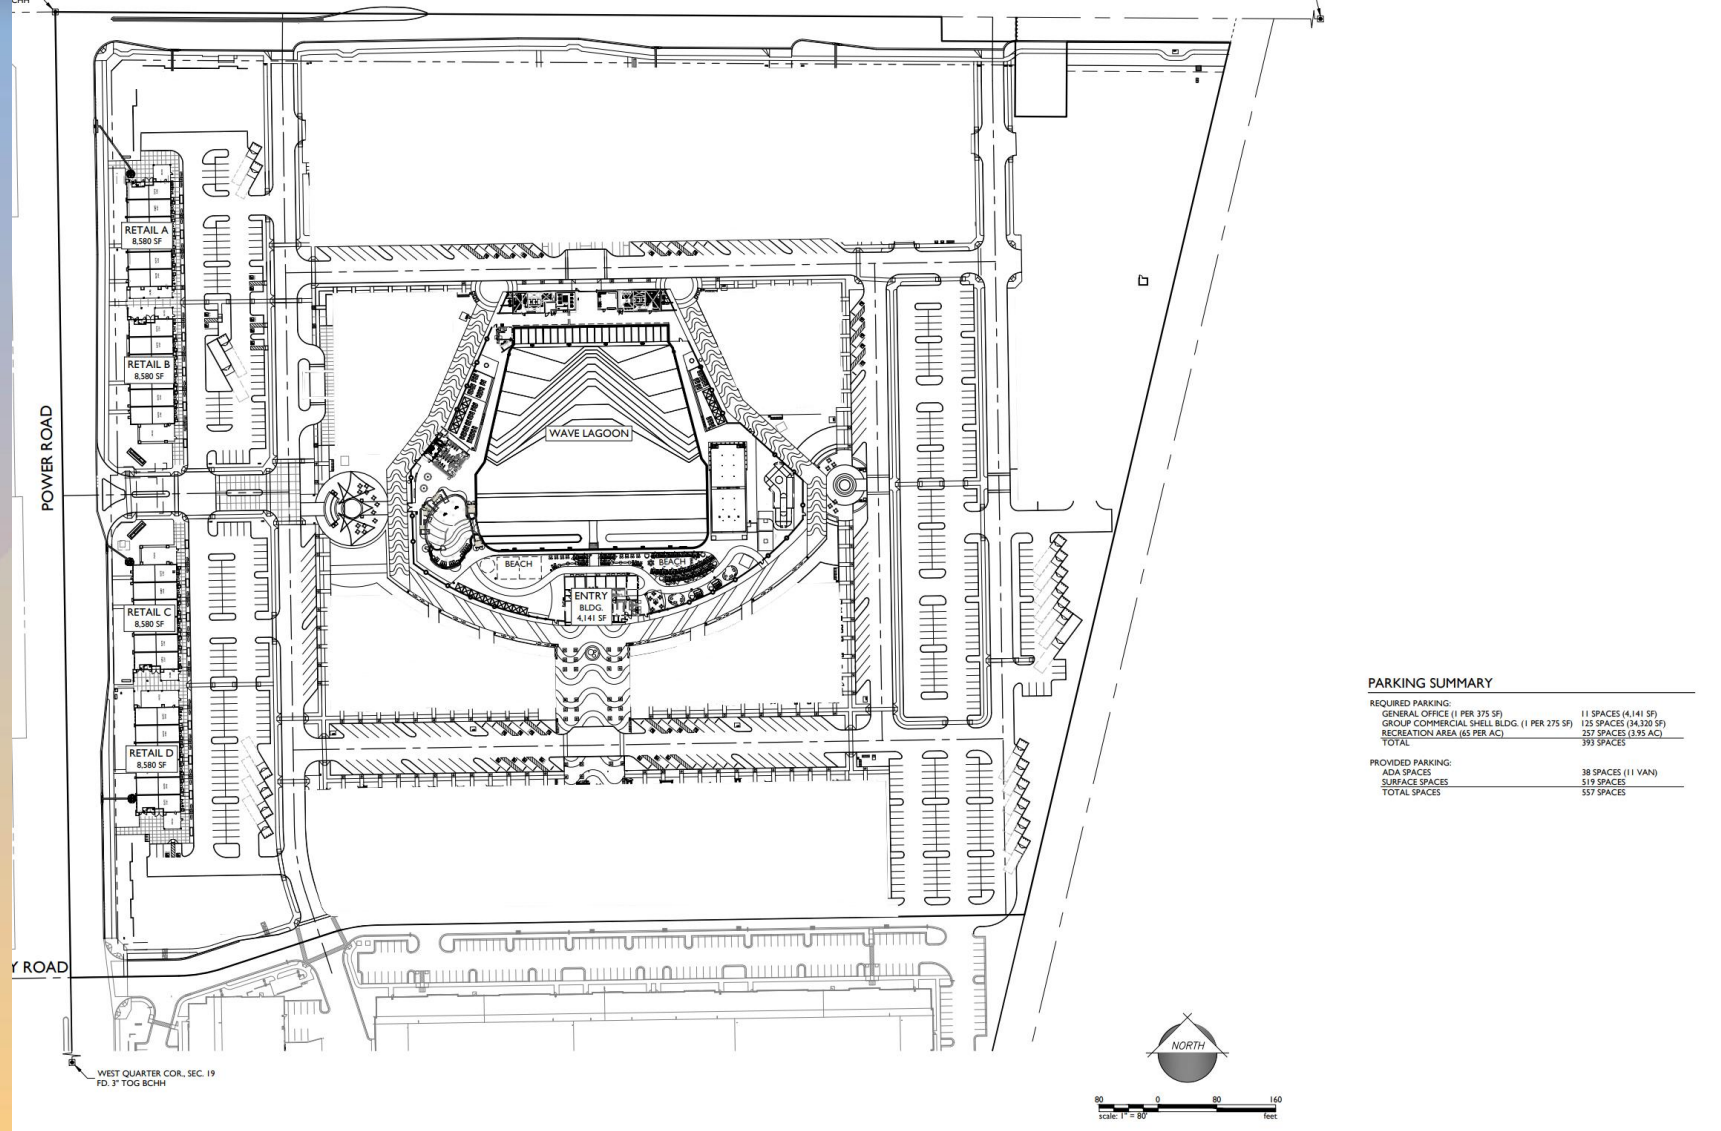 BCHH
RETAIL A
8,580 SF
RETAIL B
8,580 SF
WAVE LAGOON
POWER ROAD
BEACH
BEACH
ENTRY
BLDG.
4,141 SF
RETAIL C
8,580 SF
RETAIL D
8,580 SF
Y ROAD
WEST QUARTER COR., SEC. 19
FD. 3" TOG BCHH
PARKING SUMMARY
REQUIRED PARKING:
GENERAL OFFICE (1 PER 375 SF) 11 SPACES (4,141 SF)
GROUP COMMERCIAL SHELL BLDG. (1 PER 275 SF) 125 SPACES (34,320 SF)
RECREATION AREA (65 PER AC) 257 SPACES (3.95 AC)
TOTAL 393 SPACES
PROVIDED PARKING:
ADA SPACES 38 SPACES (11 VAN)
SURFACE SPACES 519 SPACES
TOTAL SPACES 557 SPACES
NORTH
80 0 80 160
scale: 1" = 80' feet